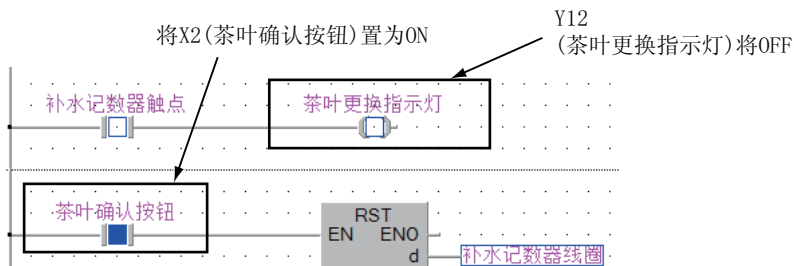 将X2(茶叶确认按钮)置为ON
Y12
(茶叶更换指示灯)将OFF
补水记数器触点
茶叶更换指示灯
茶叶确认按钮
RST
EN ENO
d
补水记数器线圈